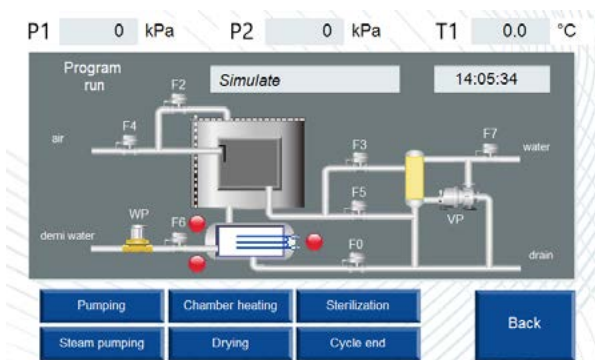 P1 0 kPa P2 0 kPa T1 0.0 °C
Program run Simulate 14:05:34
F2
F4
air
F3
F7
water
F5
VP
WP
F6
demi water
F0
drain
Pumping Chamber heating Sterilization
Back
Steam pumping Drying Cycle end